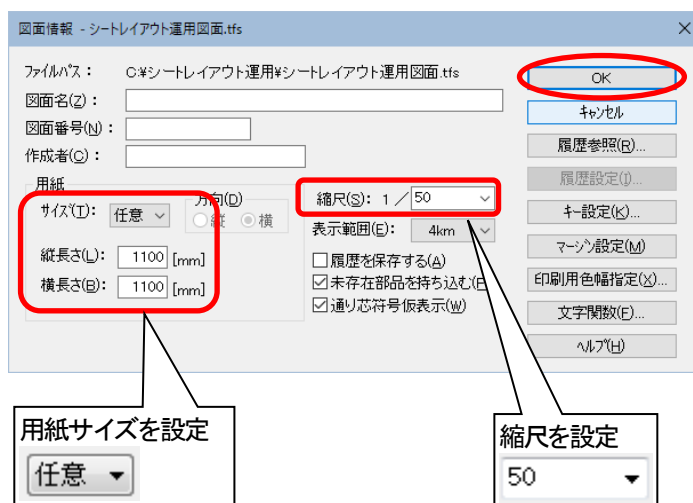 図面情報 - シートレイアウト運用図面.tfs
ファイルパス： C:¥シートレイアウト運用¥シートレイアウト運用図面.tfs
図面名(Z)：
図面番号(N)：
作成者(C)：
用紙
サイズ(T): 任意
方向(D)
縦 横
縦長さ(L): 1100 [mm]
横長さ(B): 1100 [mm]
縮尺(S): 1／50
表示範囲(E): 4km
履歴を保存する(A)
未存在部品を持ち込む
通り芯符号仮表示(W)
OK
キャンセル
履歴参照(R)...
履歴設定(I)...
キー設定(K)...
マージン設定(M)
印刷用色幅指定(X)...
文字関数(F)...
ヘルプ(H)
用紙サイズを設定
任意
縮尺を設定
50